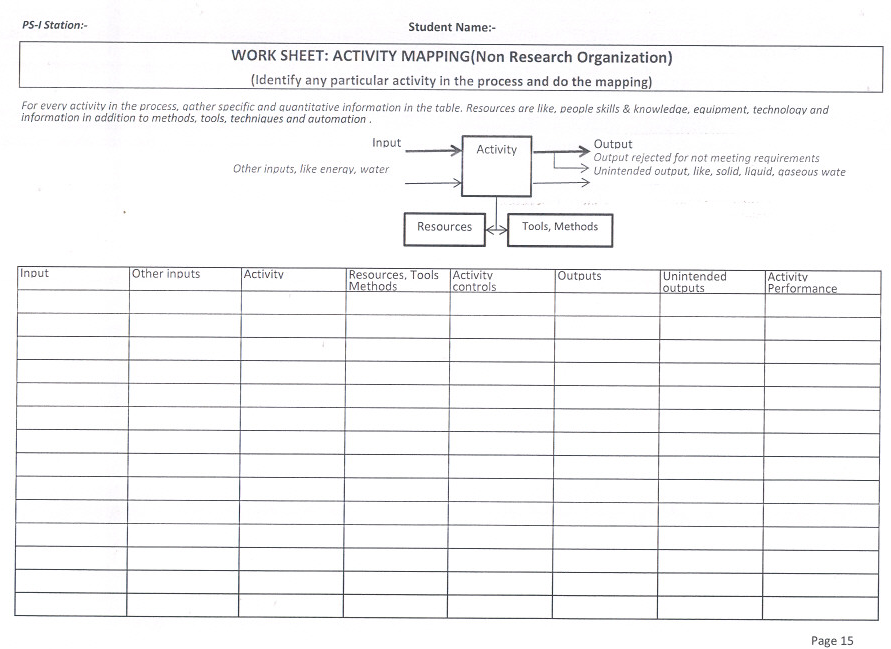 PS-I Station:-
Student Name:-
WORK SHEET: ACTIVITY MAPPING(Non Research Organization)
(Identify any particular activity in the process and do the mapping)
For every activity in the process, gather specific and quantitative information in the table. Resources are like, people skills & knowledge, equipment, technology and
information in addition to methods, tools, techniques and automation .
Input
Activity
Output
Output rejected for not meeting requirements
Other inputs, like energy, water
Unintended output, like, solid, liquid, gaseous wate
Resources
Tools, Methods
Input
Other inputs
Activity
Resources, Tools
Methods
Activity
controls
Outputs
Unintended
outputs
Activity
Performance
Page 15